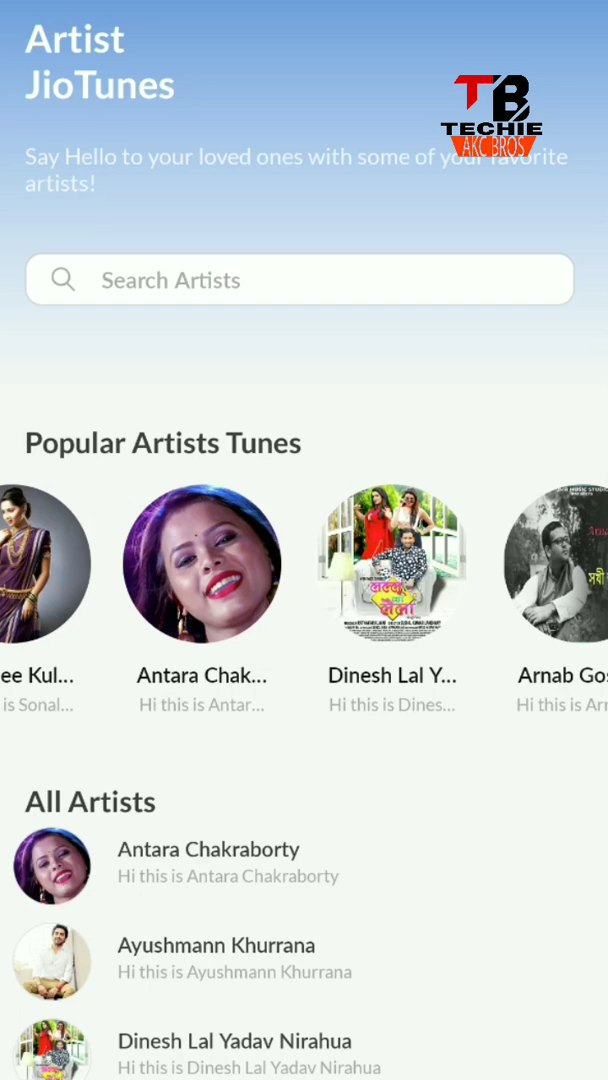 Artist
JioTunes
TB
TECHIE
AKC BROS
Say Hello to your loved ones with some of your favorite
artists!
Search Artists
Popular Artists Tunes
लल्लू
की
लैला
সখী
ee Kul...
Antara Chak...
Dinesh Lal Y...
Arnab Gos
is Sonal...
Hi this is Antar...
Hi this is Dines...
Hi this is Arn
All Artists
Antara Chakraborty
Hi this is Antara Chakraborty
Ayushmann Khurrana
Hi this is Ayushmann Khurrana
Dinesh Lal Yadav Nirahua
Hi this is Dinesh Lal Yadav Nirahua